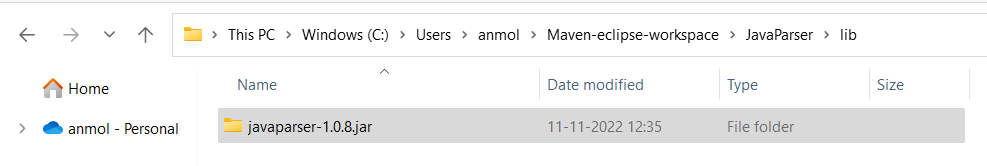 This PC > Windows (C:) > Users > anmol > Maven-eclipse-workspace > JavaParser > lib
Home
anmol - Personal
Name Date modified Type Size
javaparser-1.0.8.jar 11-11-2022 12:35 File folder